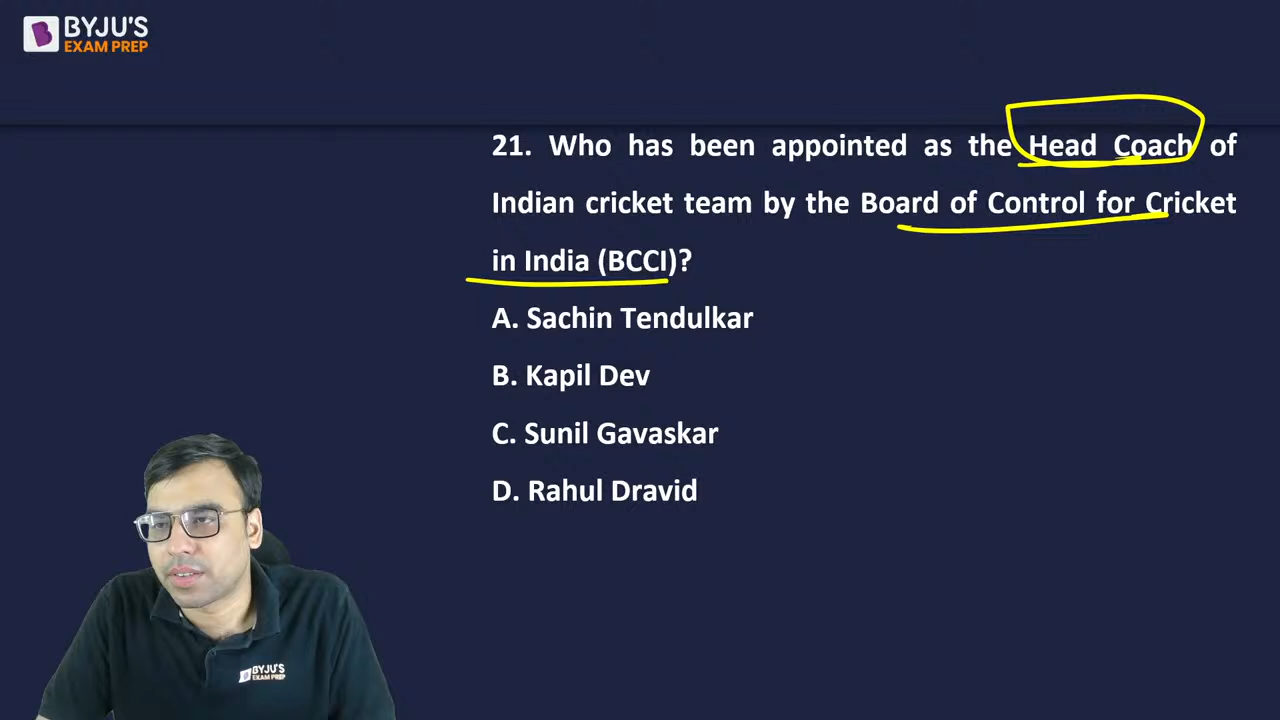 BYJU'S
EXAM PREP
21. Who has been appointed as the Head Coach of
Indian cricket team by the Board of Control for Cricket
in India (BCCI)?
A. Sachin Tendulkar
B. Kapil Dev
C. Sunil Gavaskar
D. Rahul Dravid
BYJU'S
EXAM PREP